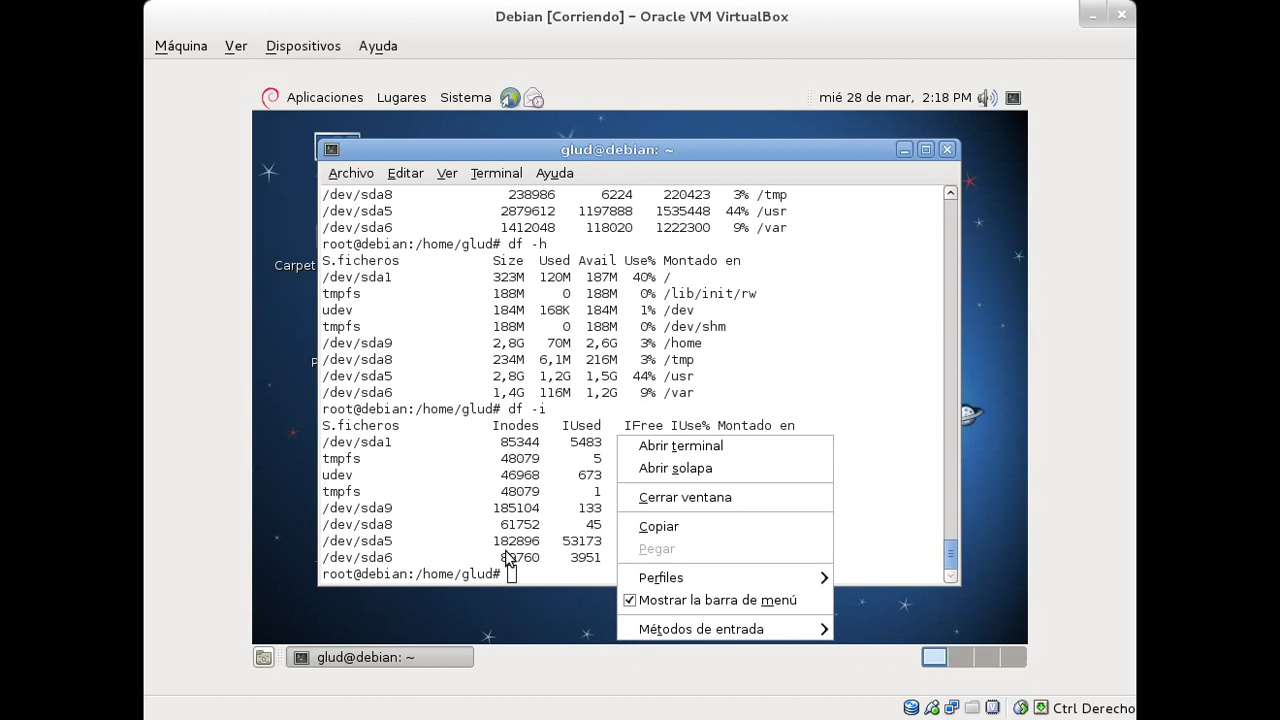 Debian [Corriendo] – Oracle VM VirtualBox
Máquina Ver Dispositivos Ayuda
Aplicaciones Lugares Sistema mié 28 de mar, 2:18 PM
glud@debian: ~
Archivo Editar Ver Terminal Ayuda
/dev/sda8 238986 6224 220423 3% /tmp
/dev/sda5 2879612 1197888 1535448 44% /usr
/dev/sda6 1412048 118020 1222300 9% /var
root@debian:/home/glud# df -h
S.ficheros Size Used Avail Use% Montado en
/dev/sda1 323M 120M 187M 40% /
tmpfs 188M 0 188M 0% /lib/init/rw
udev 184M 168K 184M 1% /dev
tmpfs 188M 0 188M 0% /dev/shm
/dev/sda9 2,8G 70M 2,6G 3% /home
/dev/sda8 234M 6,1M 216M 3% /tmp
/dev/sda5 2,8G 1,2G 1,5G 44% /usr
/dev/sda6 1,4G 116M 1,2G 9% /var
root@debian:/home/glud# df -i
S.ficheros Inodes IUsed IFree IUse% Montado en
/dev/sda1 85344 5483
tmpfs 48079 5
udev 46968 673
tmpfs 48079 1
/dev/sda9 185104 133
/dev/sda8 61752 45
/dev/sda5 182896 53173
/dev/sda6 3951
root@debian:/home/glud#
Abrir terminal
Abrir solapa
Cerrar ventana
Copiar
Pegar
Perfiles
Mostrar la barra de menú
Métodos de entrada
Carpet
glud@debian: ~
Ctrl Derecho